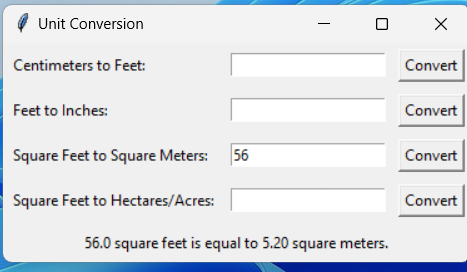 Unit Conversion
Centimeters to Feet: Convert
Feet to Inches: Convert
Square Feet to Square Meters: 56 Convert
Square Feet to Hectares/Acres: Convert
56.0 square feet is equal to 5.20 square meters.